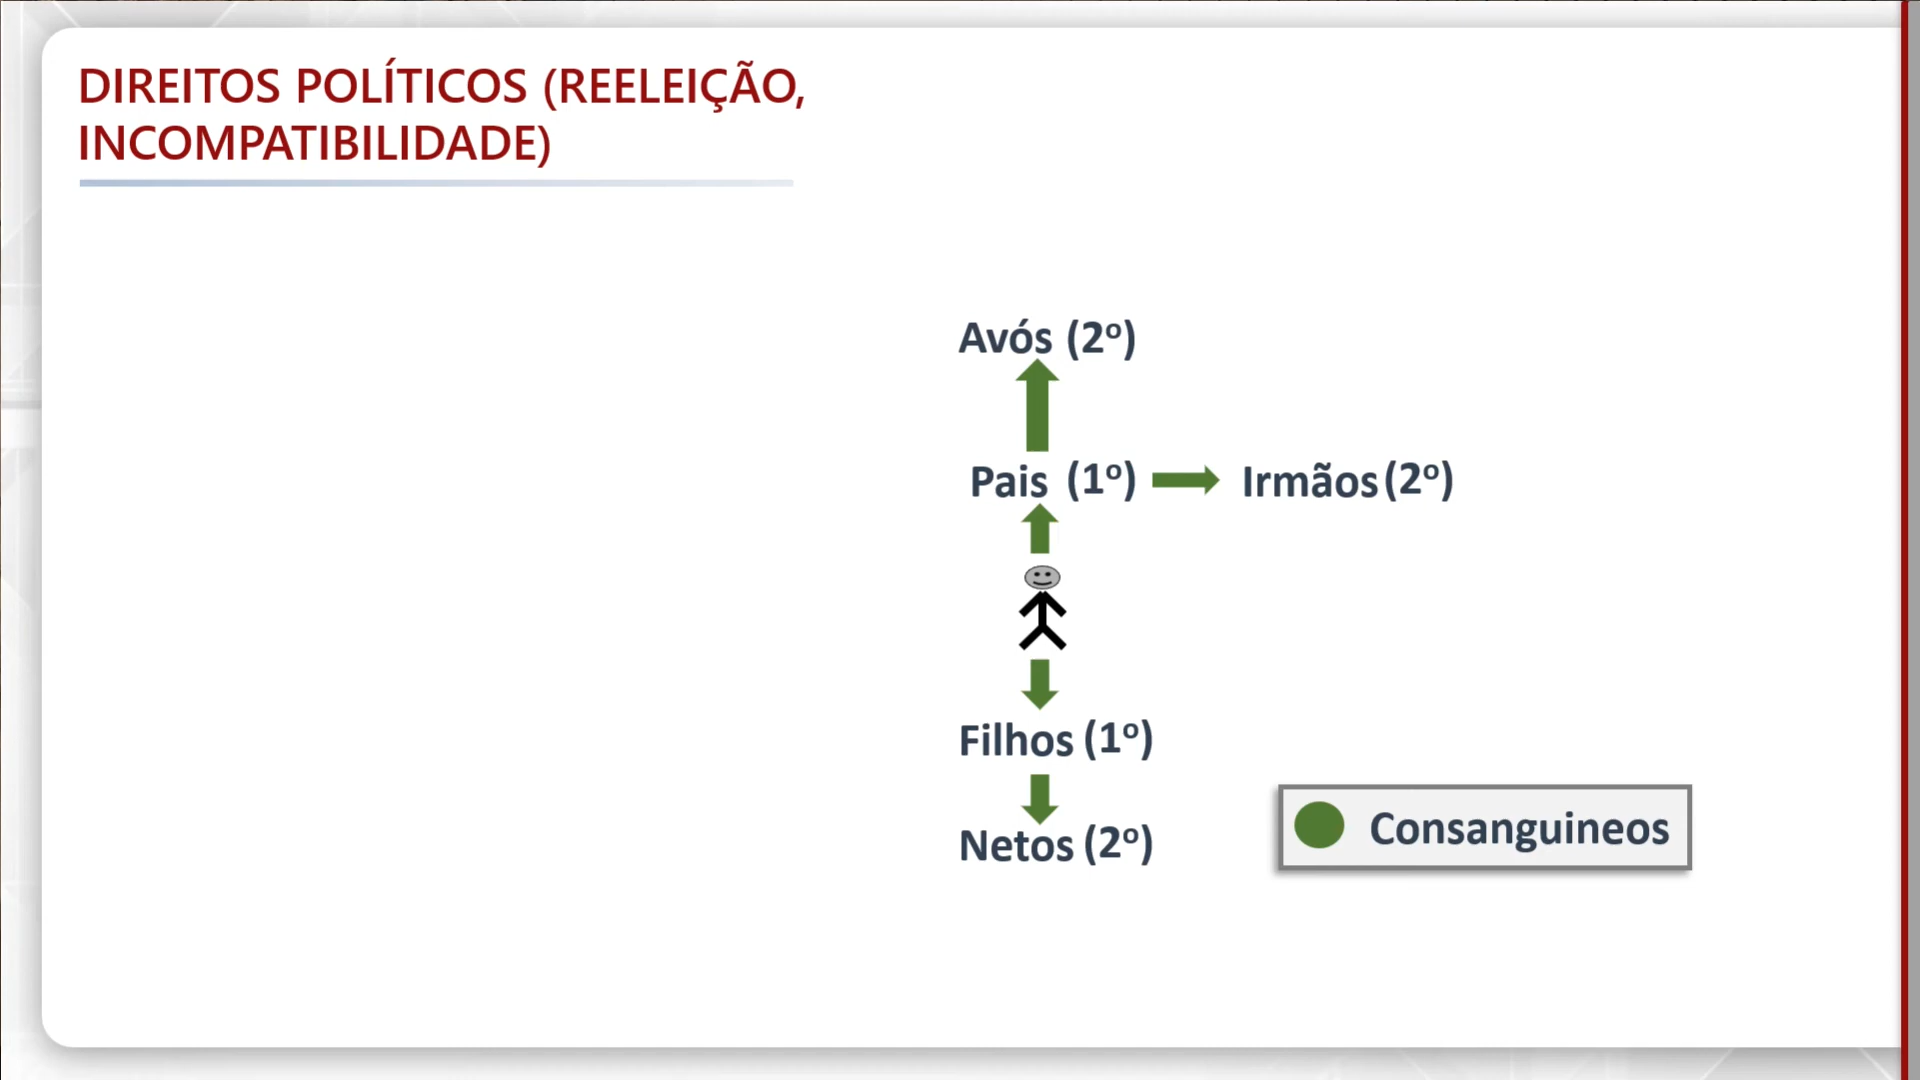 DIREITOS POLÍTICOS (REELEIÇÃO,
INCOMPATIBILIDADE)
Avós (2º)
Pais (1º) Irmãos (2º)
Filhos (1º)
Netos (2º)
Consanguineos